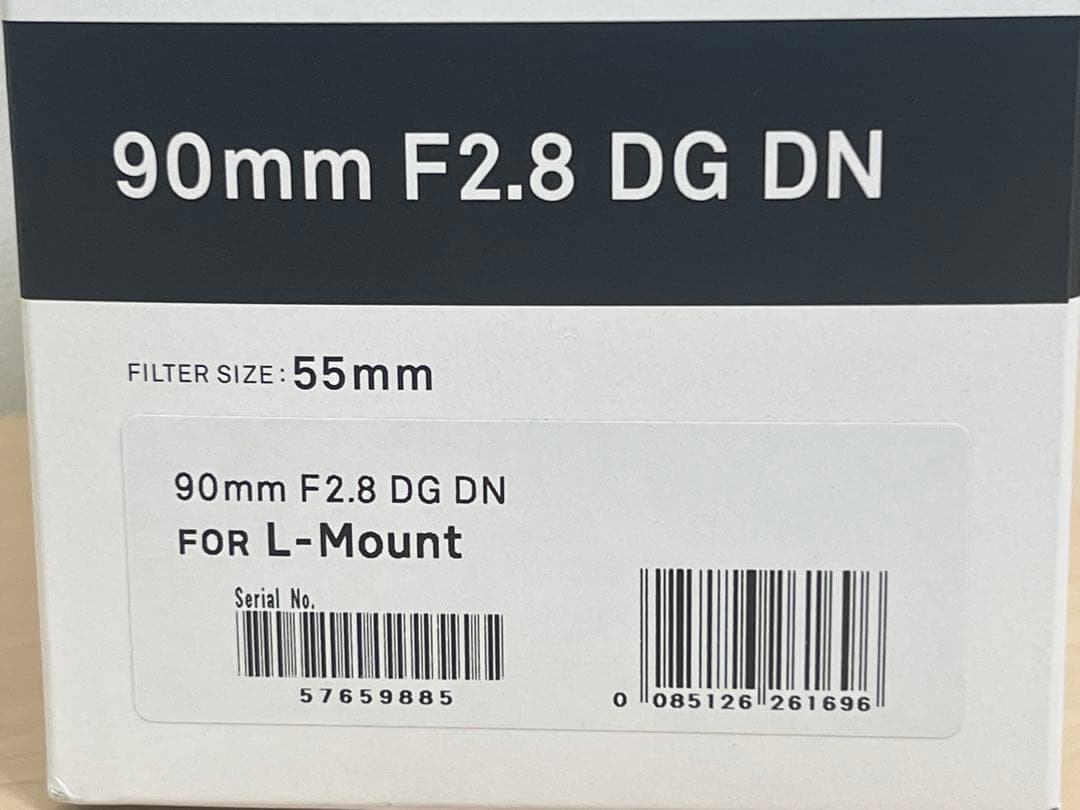 90mm F2.8 DG DN
FILTER SIZE: 55mm
90mm F2.8 DG DN
FOR L-Mount
Serial No.
57659885
0 085126 261696